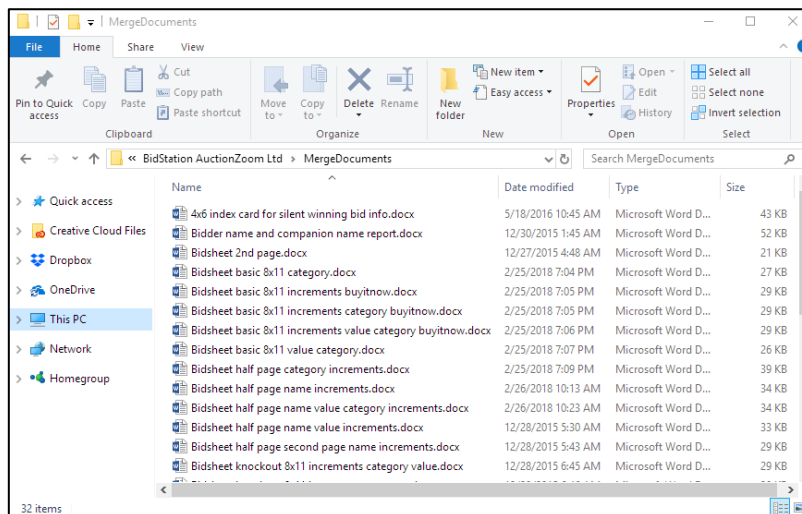 MergeDocuments
File Home Share View
Pin to Quick access
Copy
Paste
Cut
Copy path
Paste shortcut
Clipboard
Move to
Copy to
Delete
Rename
Organize
New folder
New item
Easy access
New
Properties
Open
Edit
History
Open
Select all
Select none
Invert selection
Select
« BidStation AuctionZoom Ltd > MergeDocuments
Search MergeDocuments
Quick access
Creative Cloud Files
Dropbox
OneDrive
This PC
Network
Homegroup
Name Date modified Type Size
4x6 index card for silent winning bid info.docx 5/18/2016 10:45 AM Microsoft Word D... 43 KB
Bidder name and companion name report.docx 12/30/2015 1:45 AM Microsoft Word D... 52 KB
Bidsheet 2nd page.docx 12/27/2015 4:48 AM Microsoft Word D... 21 KB
Bidsheet basic 8x11 category.docx 2/25/2018 7:04 PM Microsoft Word D... 27 KB
Bidsheet basic 8x11 increments buyitnow.docx 2/25/2018 7:05 PM Microsoft Word D... 29 KB
Bidsheet basic 8x11 increments category buyitnow.docx 2/25/2018 7:05 PM Microsoft Word D... 29 KB
Bidsheet basic 8x11 increments value category buyitnow.docx 2/25/2018 7:06 PM Microsoft Word D... 29 KB
Bidsheet basic 8x11 value category.docx 2/25/2018 7:07 PM Microsoft Word D... 26 KB
Bidsheet half page category increments.docx 2/25/2018 7:09 PM Microsoft Word D... 39 KB
Bidsheet half page name increments.docx 2/26/2018 10:13 AM Microsoft Word D... 34 KB
Bidsheet half page name value category increments.docx 2/26/2018 10:23 AM Microsoft Word D... 34 KB
Bidsheet half page name value increments.docx 12/28/2015 5:30 AM Microsoft Word D... 33 KB
Bidsheet half page second page name increments.docx 12/28/2015 5:43 AM Microsoft Word D... 29 KB
Bidsheet knockout 8x11 increments category value.docx 12/28/2015 6:45 AM Microsoft Word D... 29 KB
32 items